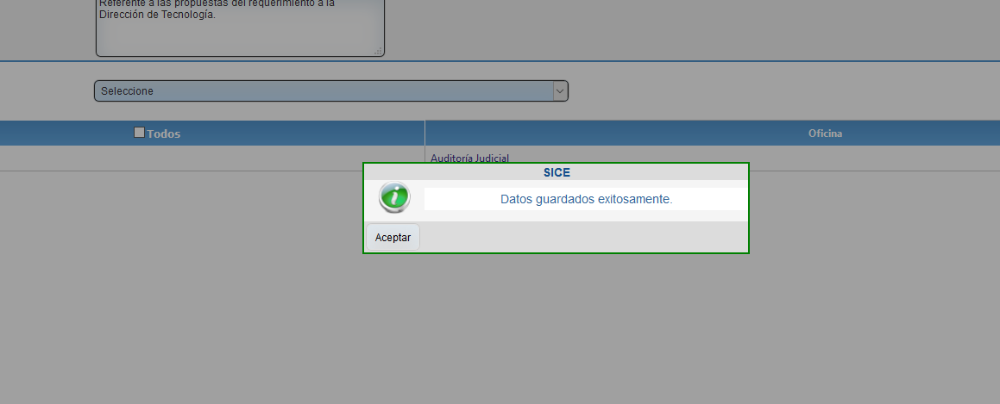 Referente a las propuestas del requerimiento a la
Dirección de Tecnología.
Seleccione
Todos
Oficina
Auditoría Judicial
SICE
Datos guardados exitosamente.
Aceptar